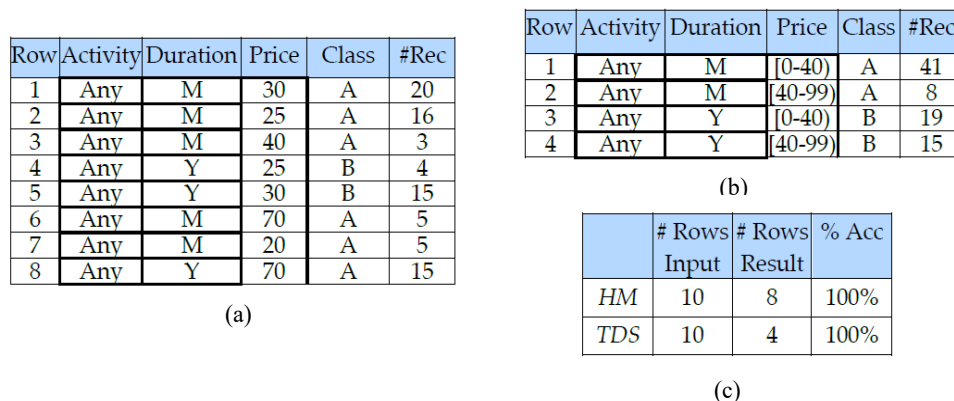 Row Activity Duration Price Class #Rec
1 Any M 30 A 20
2 Any M 25 A 16
3 Any M 40 A 3
4 Any Y 25 B 4
5 Any Y 30 B 15
6 Any M 70 A 5
7 Any M 20 A 5
8 Any Y 70 A 15
(a)
Row Activity Duration Price Class #Rec
1 Any M [0-40) A 41
2 Any M [40-99) A 8
3 Any Y [0-40) B 19
4 Any Y [40-99) B 15
(b)
# Rows # Rows % Acc
Input Result
HM 10 8 100%
TDS 10 4 100%
(c)